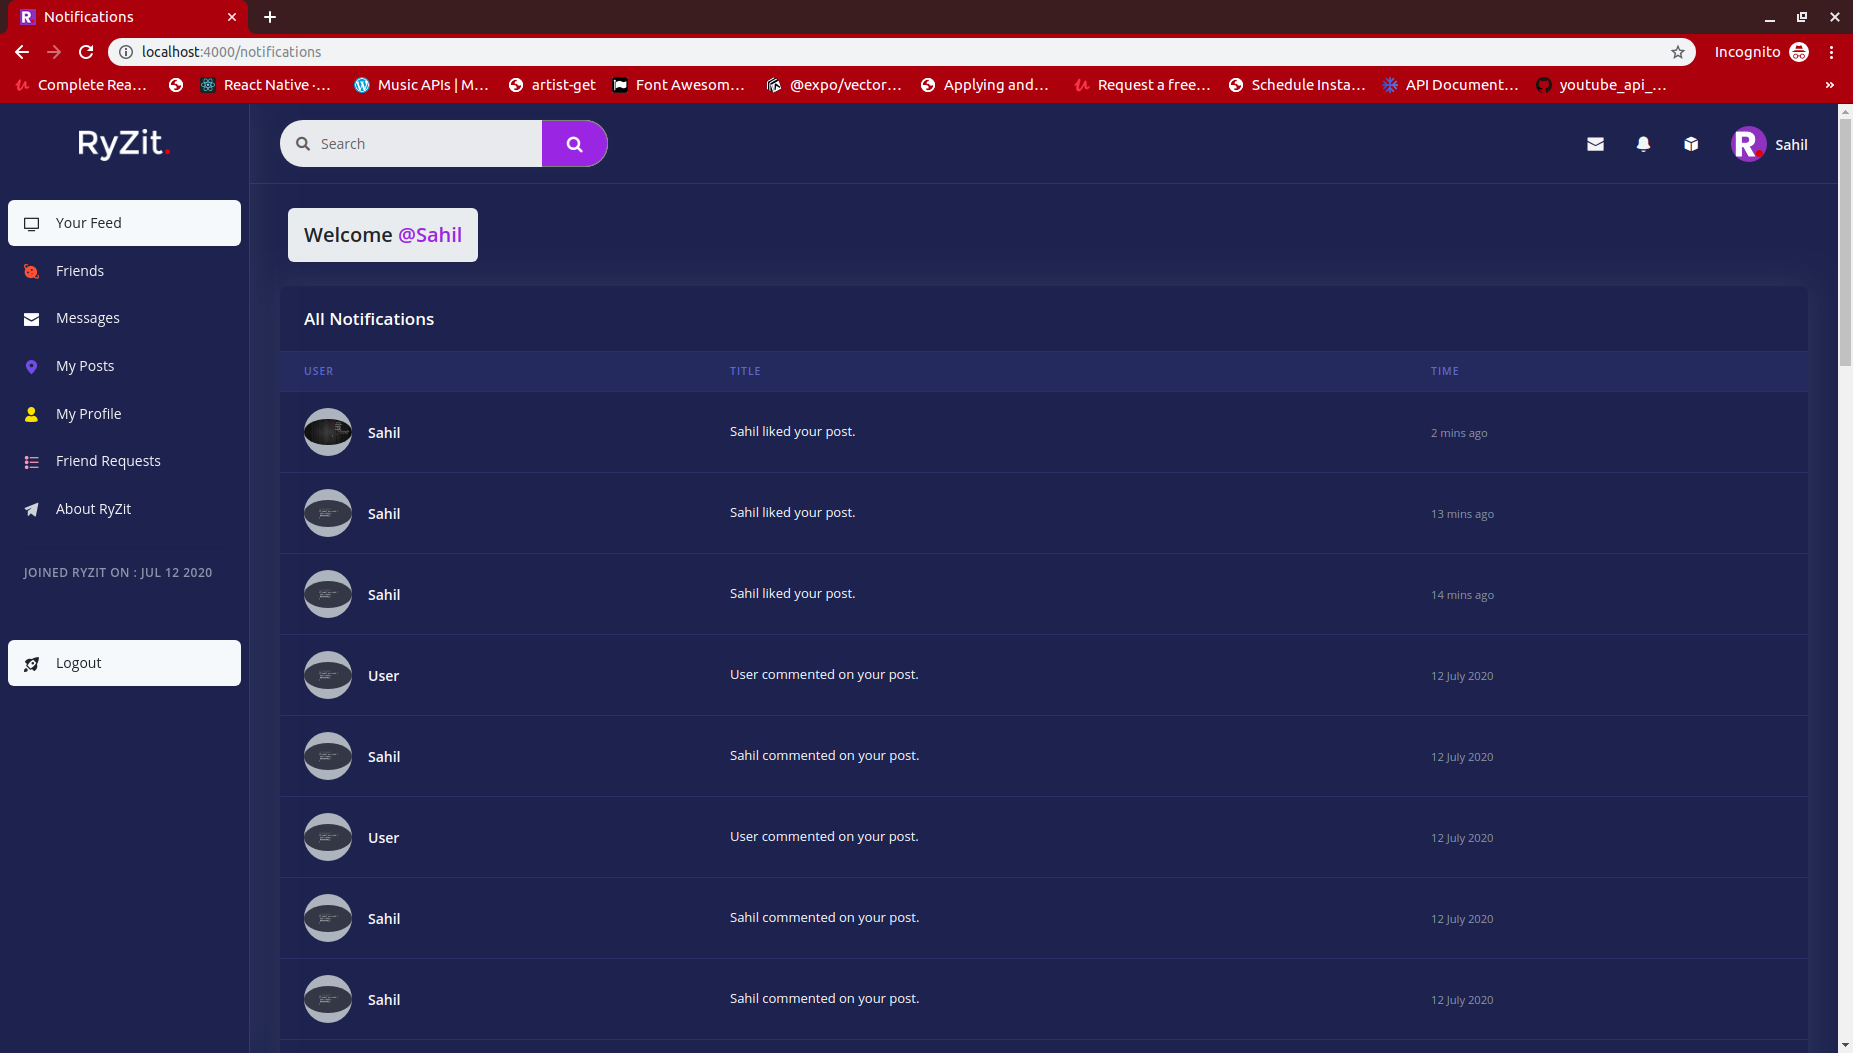 R Notifications
localhost:4000/notifications
Incognito
Complete Rea...
React Native -...
Music APIs | M...
artist-get
Font Awesom...
@expo/vector...
Applying and...
Request a free...
Schedule Insta...
API Document...
youtube_api_...
»
RyZit.
Search
R
Sahil
Your Feed
Friends
Messages
My Posts
My Profile
Friend Requests
About RyZit
JOINED RYZIT ON : JUL 12 2020
Logout
Welcome @Sahil
All Notifications
USER TITLE TIME
Sahil Sahil liked your post. 2 mins ago
Sahil Sahil liked your post. 13 mins ago
Sahil Sahil liked your post. 14 mins ago
User User commented on your post. 12 July 2020
Sahil Sahil commented on your post. 12 July 2020
User User commented on your post. 12 July 2020
Sahil Sahil commented on your post. 12 July 2020
Sahil Sahil commented on your post. 12 July 2020